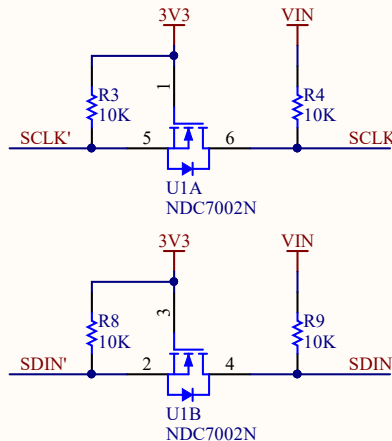 3V3 VIN
R3 10K
1
R4 10K
SCLK' 5 6 SCLK
U1A
NDC7002N
3V3 VIN
R8 10K
3
R9 10K
SDIN' 2 4 SDIN
U1B
NDC7002N